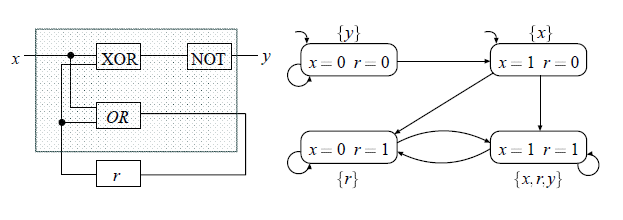 x
XOR
NOT
y
OR
r
{y}
x = 0 r = 0
{x}
x = 1 r = 0
x = 0 r = 1
{r}
x = 1 r = 1
{x,r,y}